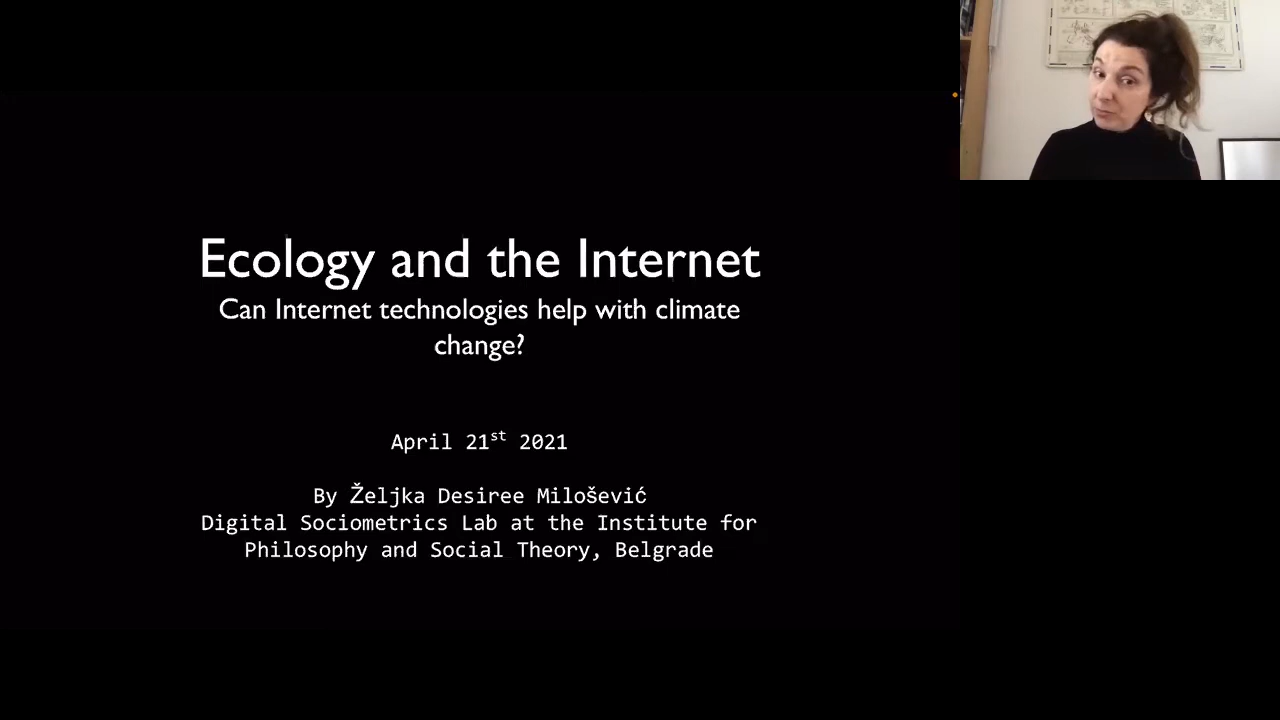 Ecology and the Internet
Can Internet technologies help with climate
change?
April 21st 2021
By Željka Desiree Milošević
Digital Sociometrics Lab at the Institute for
Philosophy and Social Theory, Belgrade